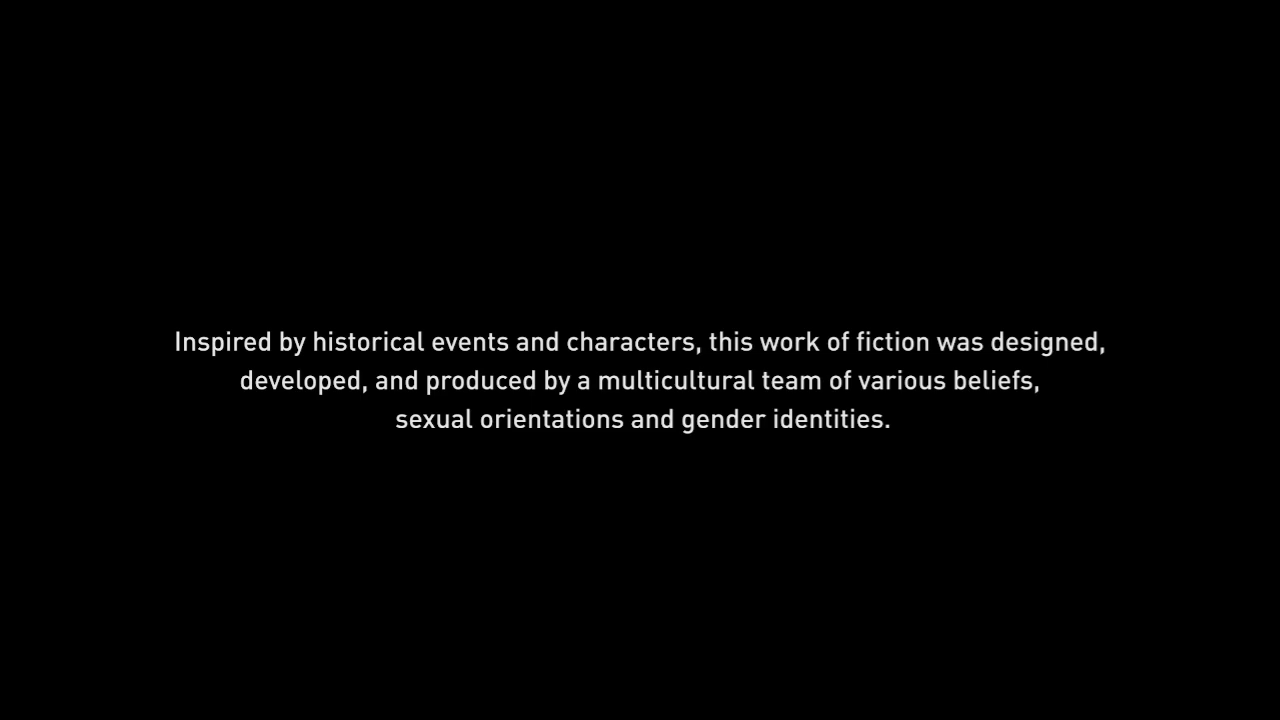 Inspired by historical events and characters, this work of fiction was designed,
developed, and produced by a multicultural team of various beliefs,
sexual orientations and gender identities.